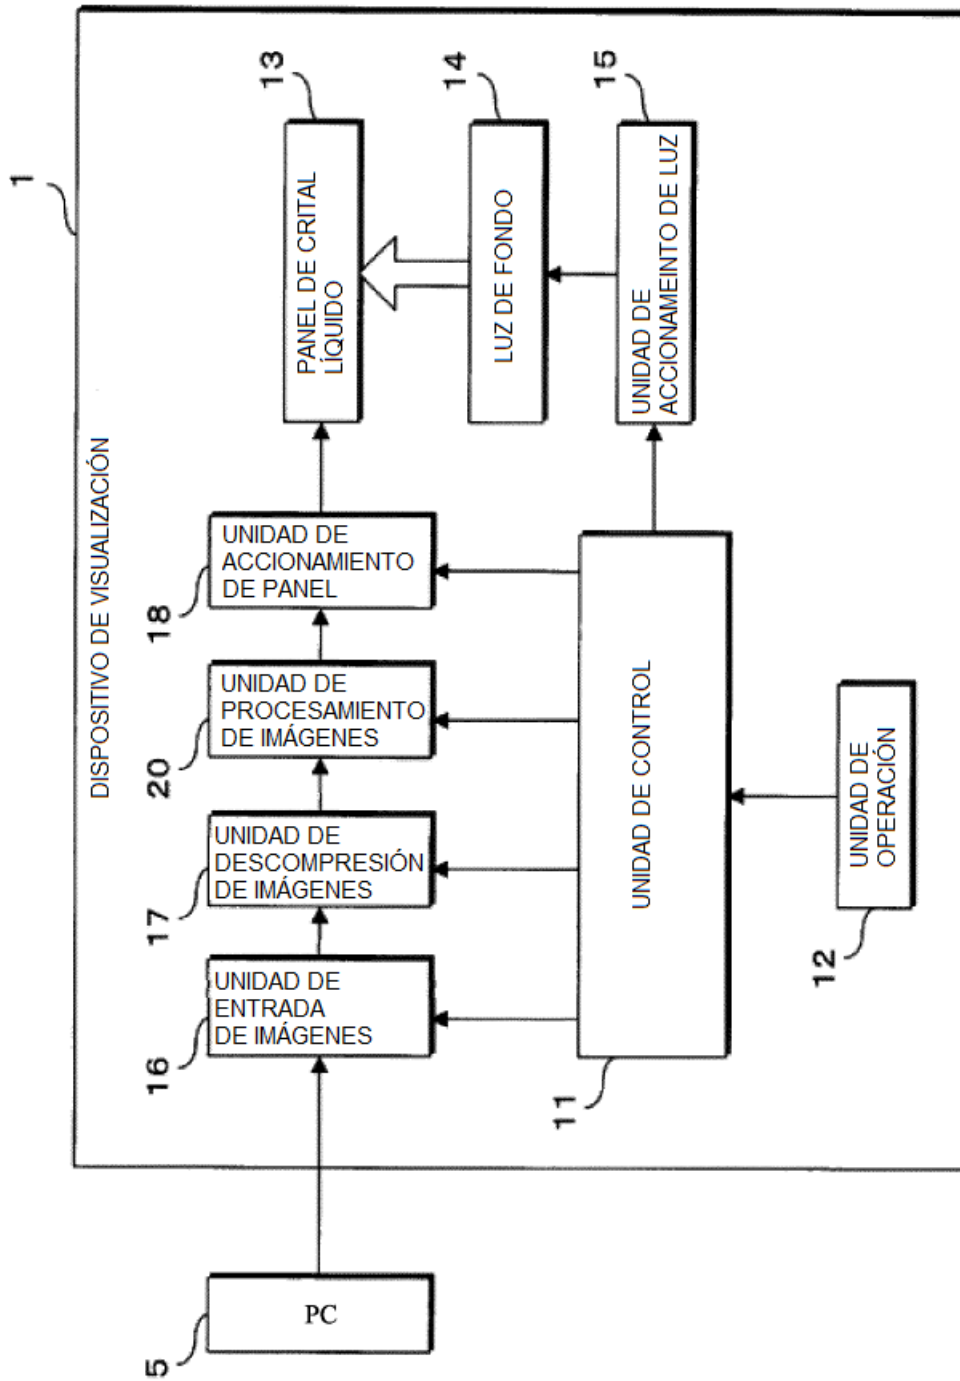 1
DISPOSITIVO DE VISUALIZACIÓN
5
PC
16
UNIDAD DE
ENTRADA
DE IMÁGENES
17
UNIDAD DE
DESCOMPRESIÓN
DE IMÁGENES
20
UNIDAD DE
PROCESAMIENTO
DE IMÁGENES
18
UNIDAD DE
ACCIONAMIENTO
DE PANEL
13
PANEL DE CRITAL
LÍQUIDO
14
LUZ DE FONDO
15
UNIDAD DE
ACCIONAMEINTO DE LUZ
11
UNIDAD DE CONTROL
12
UNIDAD DE
OPERACIÓN